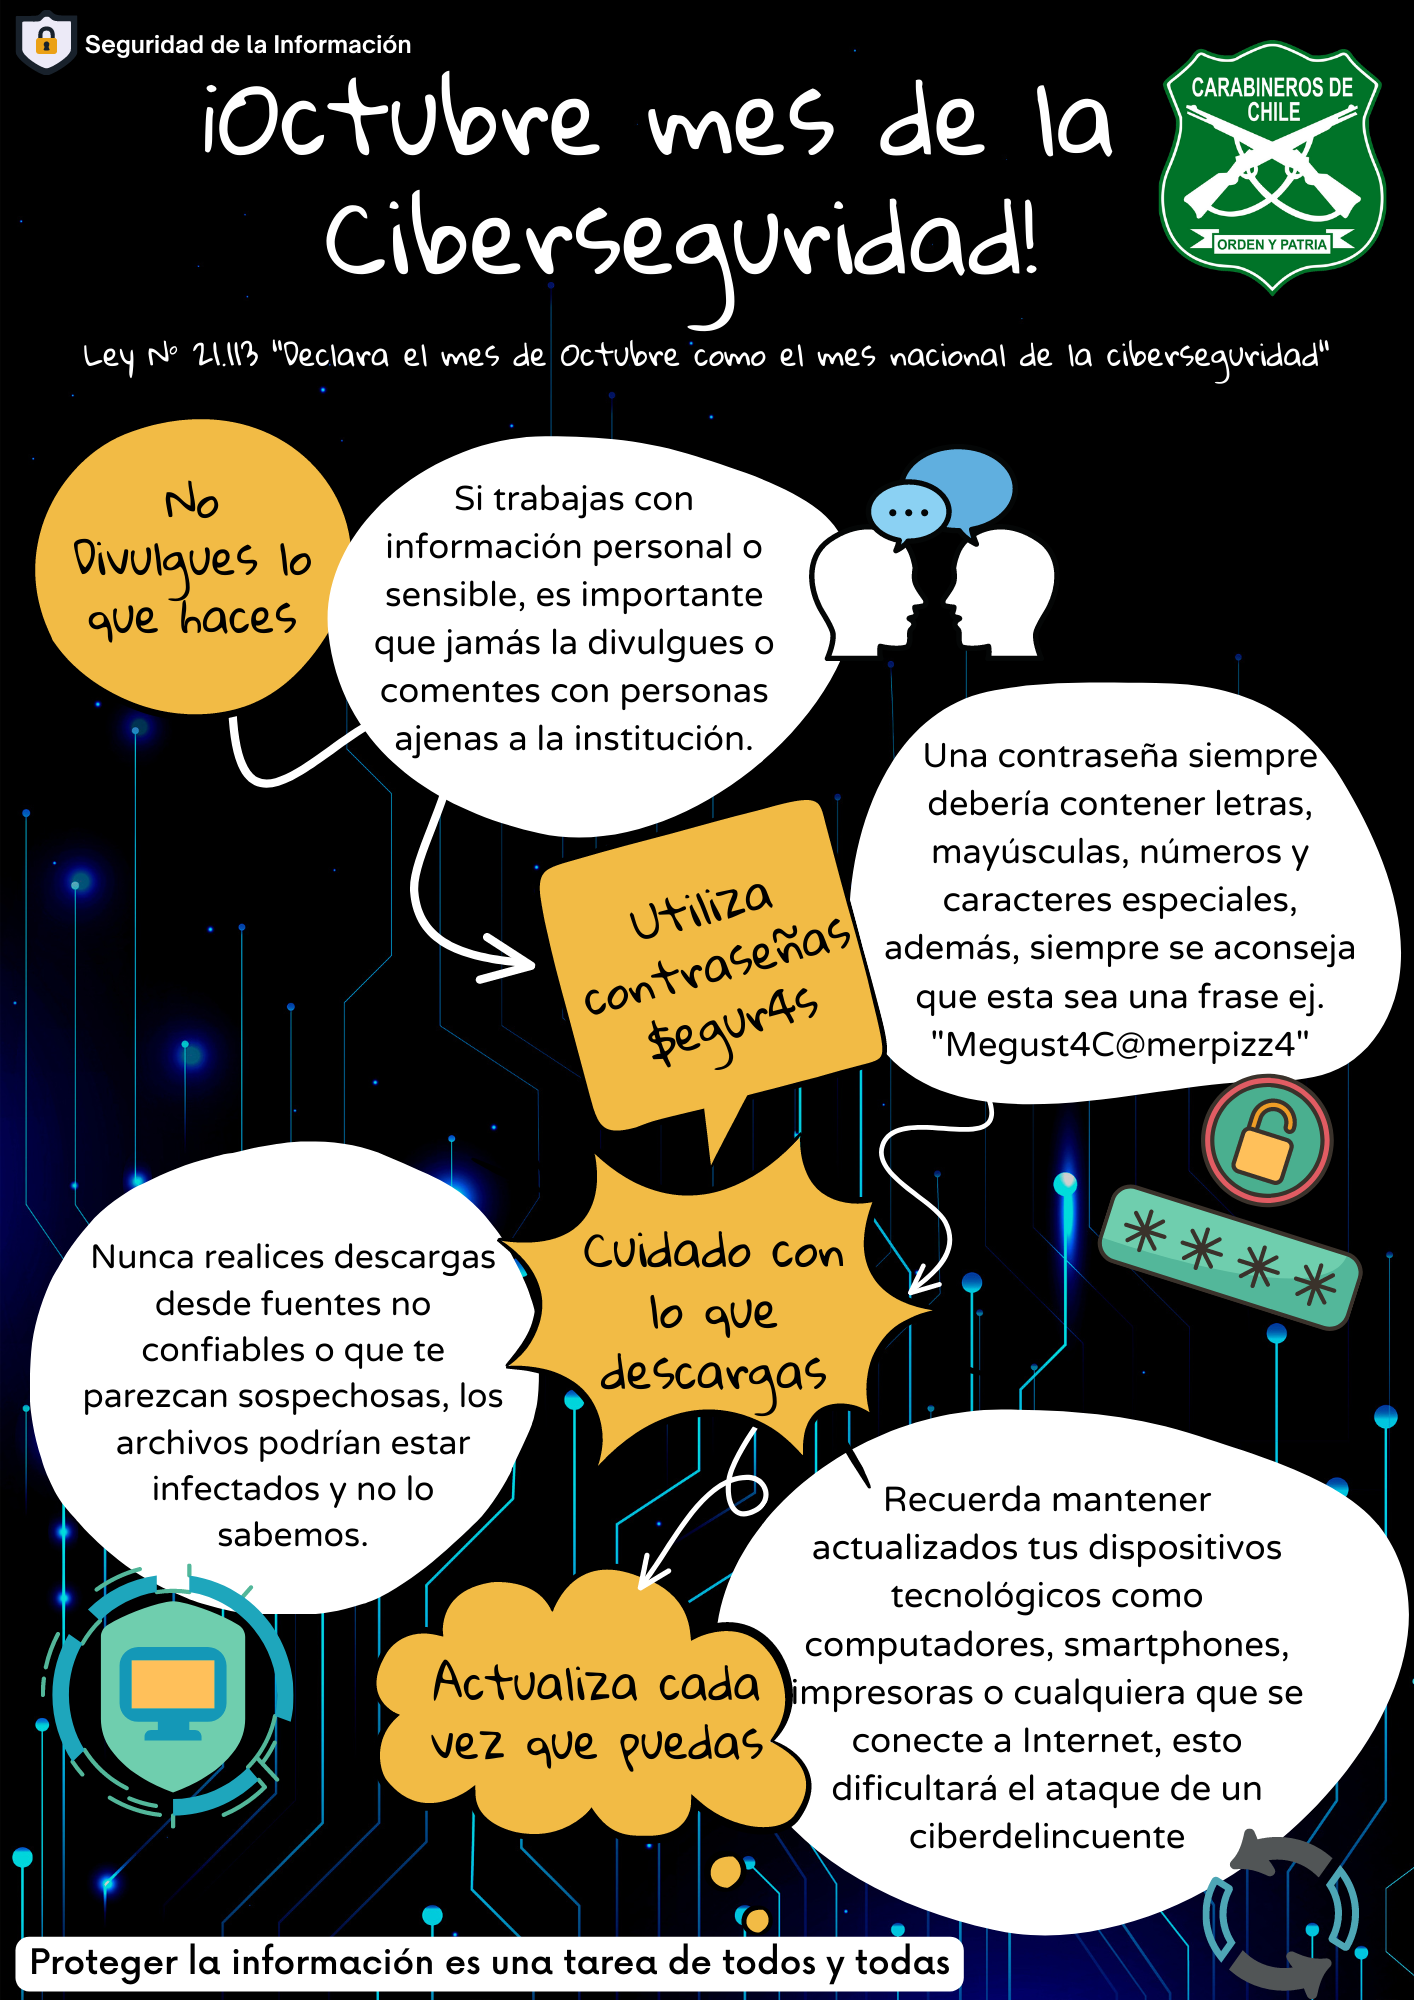 Seguridad de la Información
¡Octubre mes de la
Ciberseguridad!
CARABINEROS DE
CHILE
ORDEN Y PATRIA
Ley N° 21.113 "Declara el mes de Octubre como el mes nacional de la ciberseguridad"
No
Divulgues lo
que haces
Si trabajas con
información personal o
sensible, es importante
que jamás la divulgues o
comentes con personas
ajenas a la institución.
Utiliza
contraseñas
$egur4s
Una contraseña siempre
debería contener letras,
mayúsculas, números y
caracteres especiales,
además, siempre se aconseja
que esta sea una frase ej.
"Megust4C@merpizz4"
Cuidado con
lo que
descargas
Nunca realices descargas
desde fuentes no
confiables o que te
parezcan sospechosas, los
archivos podrían estar
infectados y no lo
sabemos.
Actualiza cada
vez que puedas
Recuerda mantener
actualizados tus dispositivos
tecnológicos como
computadores, smartphones,
impresoras o cualquiera que se
conecte a Internet, esto
dificultará el ataque de un
ciberdelincuente
Proteger la información es una tarea de todos y todas